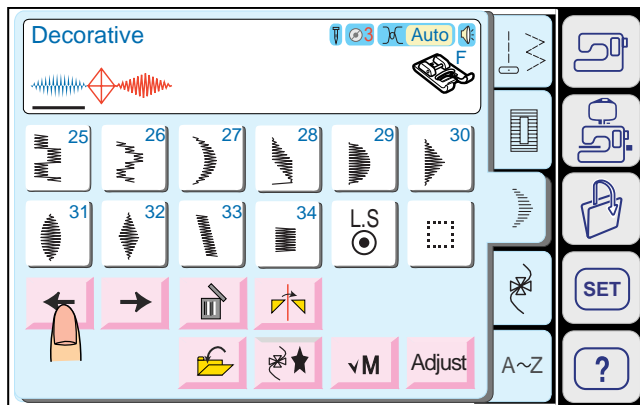 Decorative
3 Auto
F
25 26 27 28 29 30
31 32 33 34 L.S
√M Adjust A~Z
SET
?